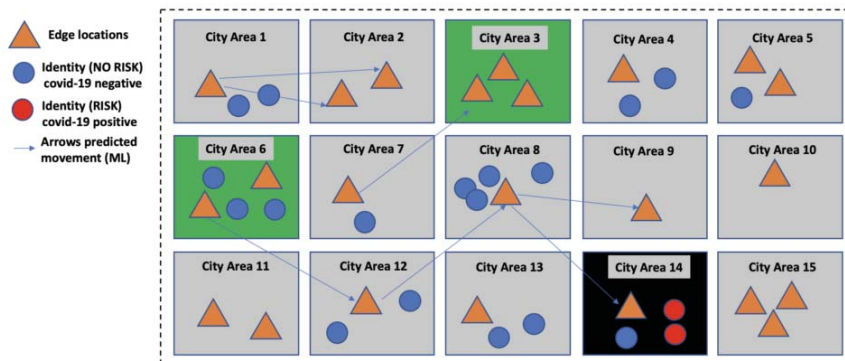 Edge locations
Identity (NO RISK)
covid-19 negative
Identity (RISK)
covid-19 positive
Arrows predicted
movement (ML)
City Area 1
City Area 2
City Area 3
City Area 4
City Area 5
City Area 6
City Area 7
City Area 8
City Area 9
City Area 10
City Area 11
City Area 12
City Area 13
City Area 14
City Area 15